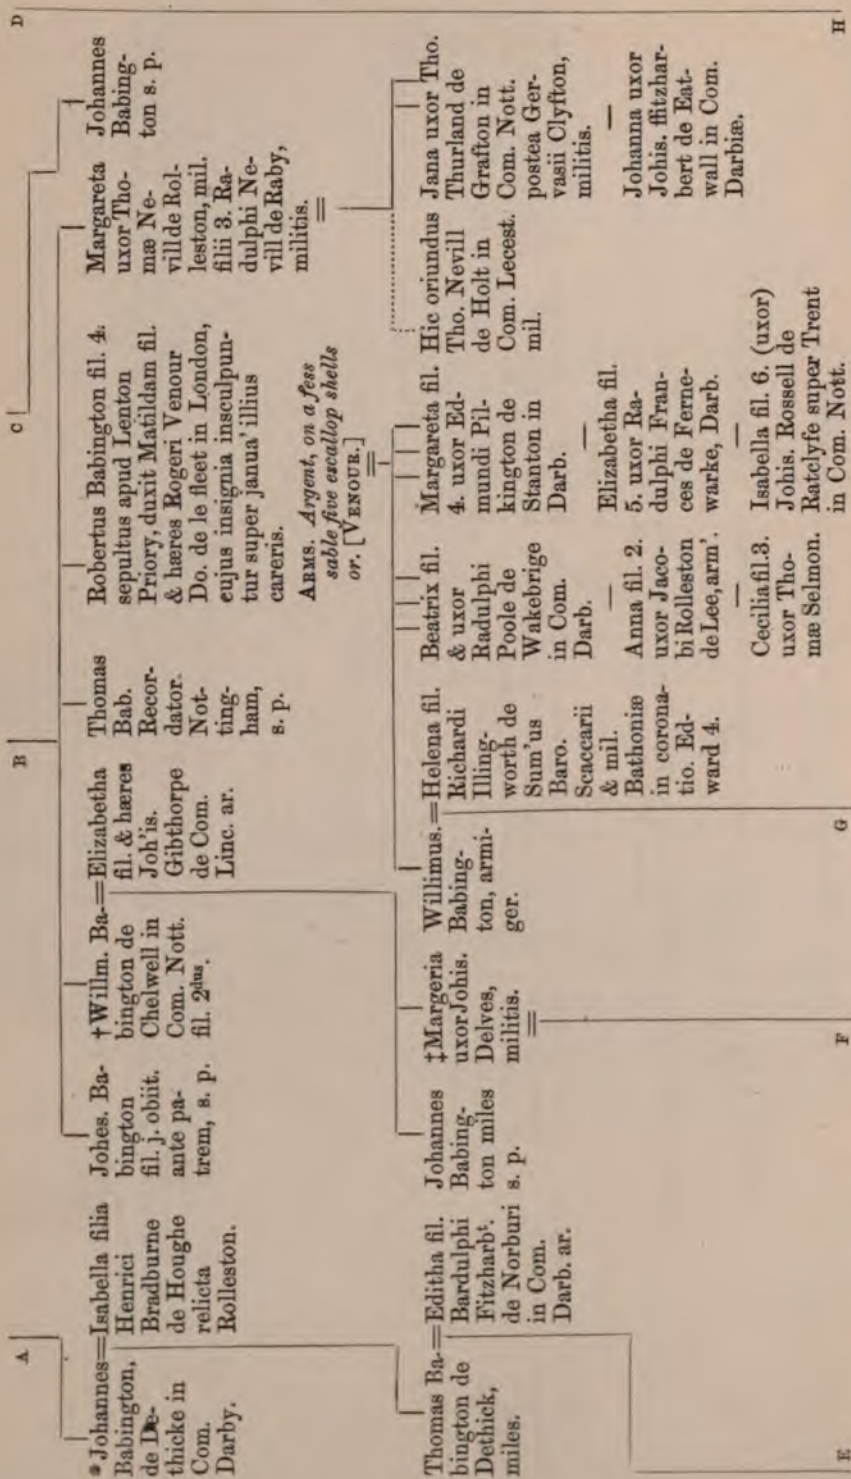 A
B
C
D
* Johannes=Isabella filia
Babington, Henrici
de De- Bradburne
thicke in de Houghe
Com. relicta
Darby. Rolleston.
Johes. Ba-
bington
fil. j. obiit.
ante pa-
trem, s. p.
†Willm. Ba-=Elizabetha
bington de fil. & hæres
Chelwell in Joh'is.
Com. Nott. Gibthorpe
fil. 2dus. de Com.
Linc. ar.
Thomas
Bab.
Recor-
dator.
Not-
ting-
ham,
s. p.
Robertus Babington fil. 4.
sepultus apud Lenton
Priory, duxit Matildam fil.
& hæres Rogeri Venour
Do. de le fleet in London,
cujus insignia insculpun-
tur super janua' illius
careris.
ARMS. Argent, on a fess
sable five escallop shells
or. [VENOUR.]
Margareta
uxor Tho-
mæ Ne-
vill de Rol-
leston, mil.
filii 3. Ra-
dulphi Ne-
vill de Raby,
militis.
Johannes
Babing-
ton s. p.
Thomas Ba-=Editha fil.
bington de Bardulphi
Dethick, Fitzharbt.
miles. de Norburi
in Com.
Darb. ar.
Johannes
Babing-
ton miles
s. p.
‡Margeria
uxor Johis.
Delves,
militis.
Willimus.=Helena fil.
Babing- Richardi
ton, armi- Illing-
ger. worth de
Sum'us
Baro.
Scaccarii
& mil.
Bathoniæ
in corona-
tio. Ed-
ward 4.
Beatrix fil.
& uxor
Radulphi
Poole de
Wakebrige
in Com.
Darb.
Anna fil. 2.
uxor Jaco-
bi Rolleston
de Lee, arm'.
Cecilia fil. 3.
uxor Tho-
mæ Selmon.
Margareta fil.
4. uxor Ed-
mundi Pil-
kington de
Stanton in
Darb.
Elizabetha fil.
5. uxor Ra-
dulphi Fran-
ces de Ferne-
warke, Darb.
Isabella fil. 6. (uxor)
Johis. Rossell de
Ratclyfe super Trent
in Com. Nott.
Hic oriundus
Tho. Nevill
de Holt in
Com. Lecest.
mil.
Jana uxor Tho.
Thurland de
Grafton in
Com. Nott.
postea Ger-
vasii Clyfton,
militis.
Johanna uxor
Johis. ffitzhar-
bert de Eat-
wall in Com.
Darbiæ.
E
F
G
H